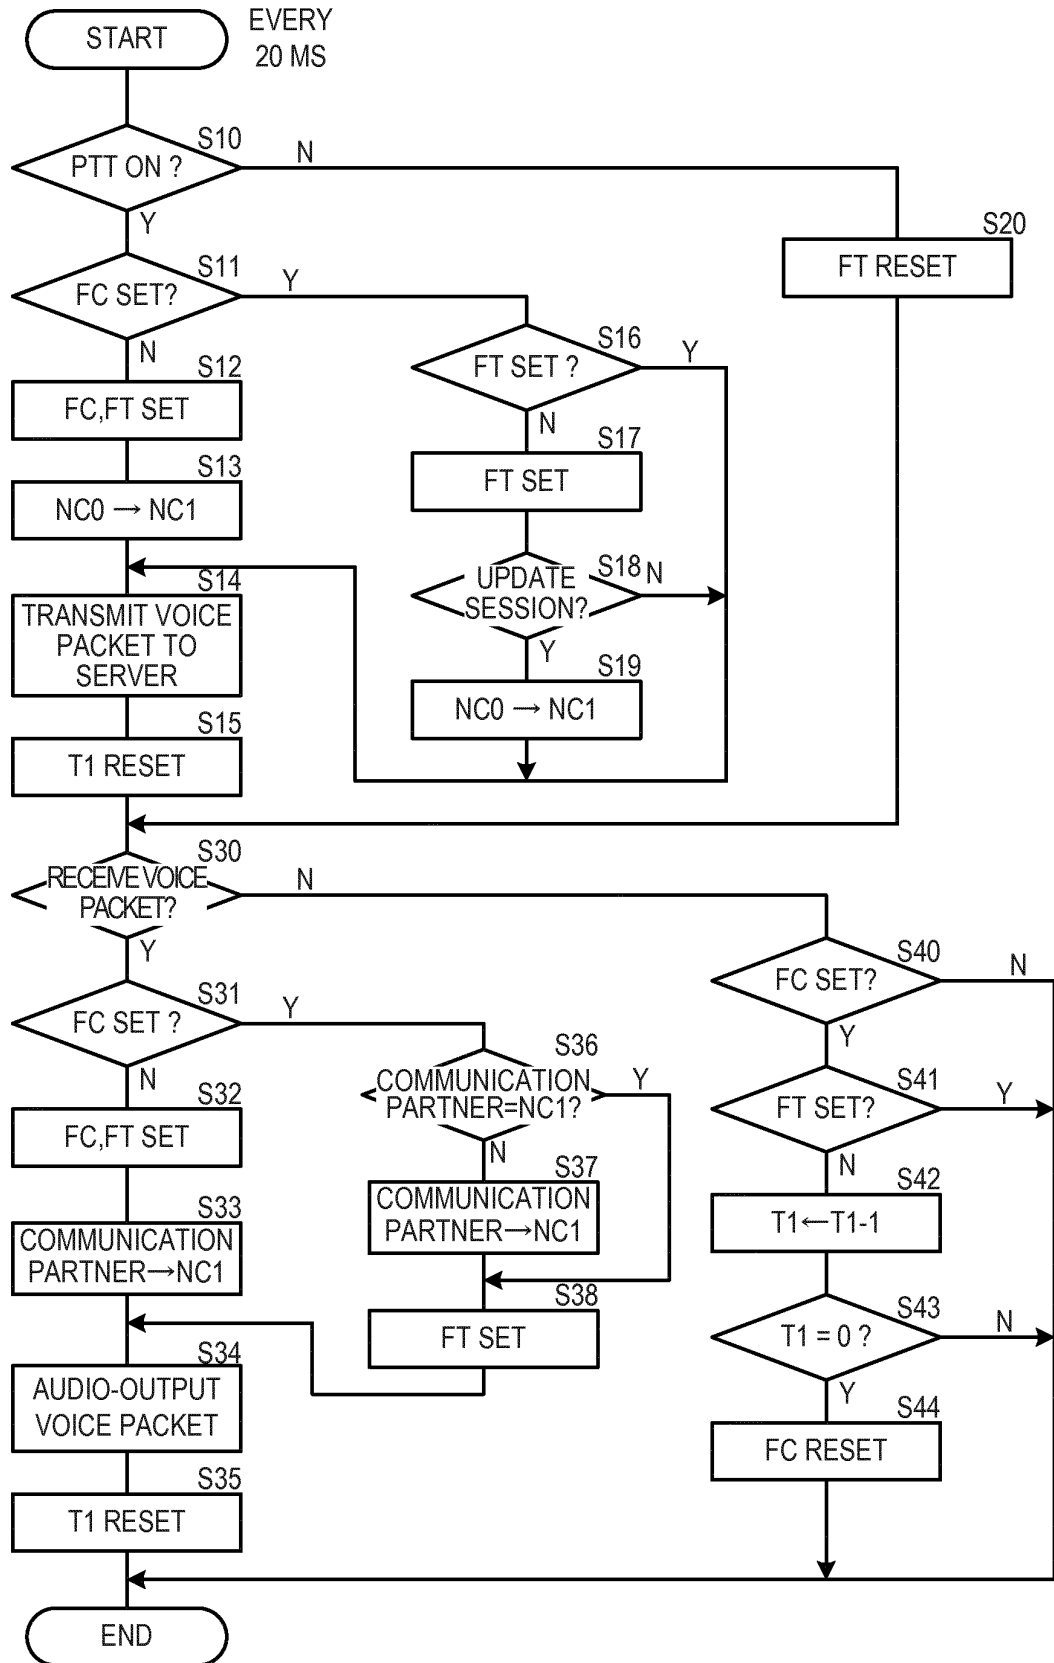 START
EVERY
20 MS
S10
PTT ON ?
N
Y
S20
FT RESET
S11
FC SET?
Y
N
S16
FT SET ?
Y
N
S12
FC,FT SET
S17
FT SET
S13
NC0 → NC1
S18
UPDATE
SESSION?
N
Y
S14
TRANSMIT VOICE
PACKET TO
SERVER
S19
NC0 → NC1
S15
T1 RESET
S30
RECEIVE VOICE
PACKET?
N
Y
S40
FC SET?
N
Y
S31
FC SET ?
Y
N
S36
COMMUNICATION
PARTNER=NC1?
Y
N
S41
FT SET?
Y
N
S32
FC,FT SET
S37
COMMUNICATION
PARTNER→NC1
S42
T1←T1-1
S33
COMMUNICATION
PARTNER→NC1
S38
FT SET
S43
T1 = 0 ?
N
Y
S34
AUDIO-OUTPUT
VOICE PACKET
S44
FC RESET
S35
T1 RESET
END